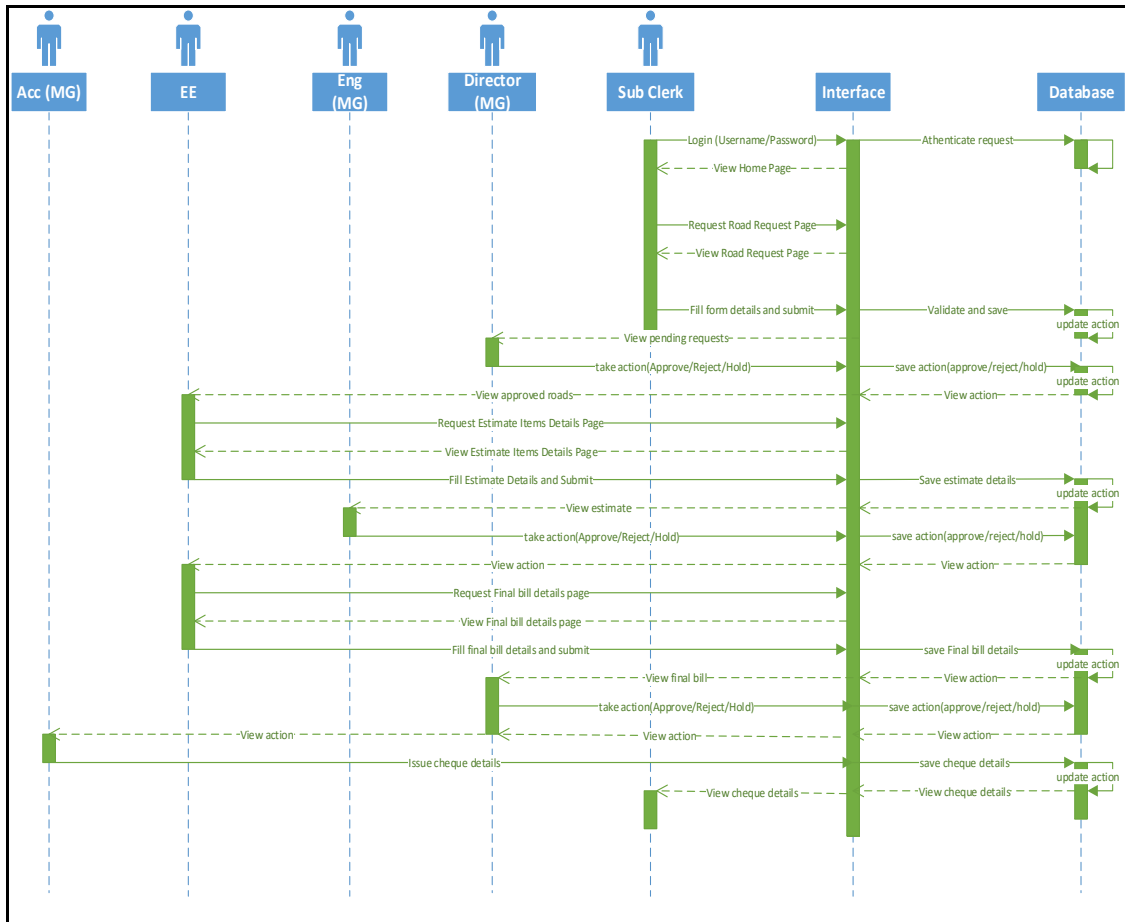 Acc (MG)
EE
Eng
(MG)
Director
(MG)
Sub Clerk
Interface
Database
Login (Username/Password)
Athenticate request
View Home Page
Request Road Request Page
View Road Request Page
Fill form details and submit
Validate and save
update action
View pending requests
take action(Approve/Reject/Hold)
save action(approve/reject/hold)
update action
View approved roads
View action
Request Estimate Items Details Page
View Estimate Items Details Page
Fill Estimate Details and Submit
Save estimate details
update action
View estimate
take action(Approve/Reject/Hold)
save action(approve/reject/hold)
View action
View action
Request Final bill details page
View Final bill details page
Fill final bill details and submit
save Final bill details
update action
View final bill
View action
take action(Approve/Reject/Hold)
save action(approve/reject/hold)
View action
View action
View action
Issue cheque details
save cheque details
update action
View cheque details
View cheque details